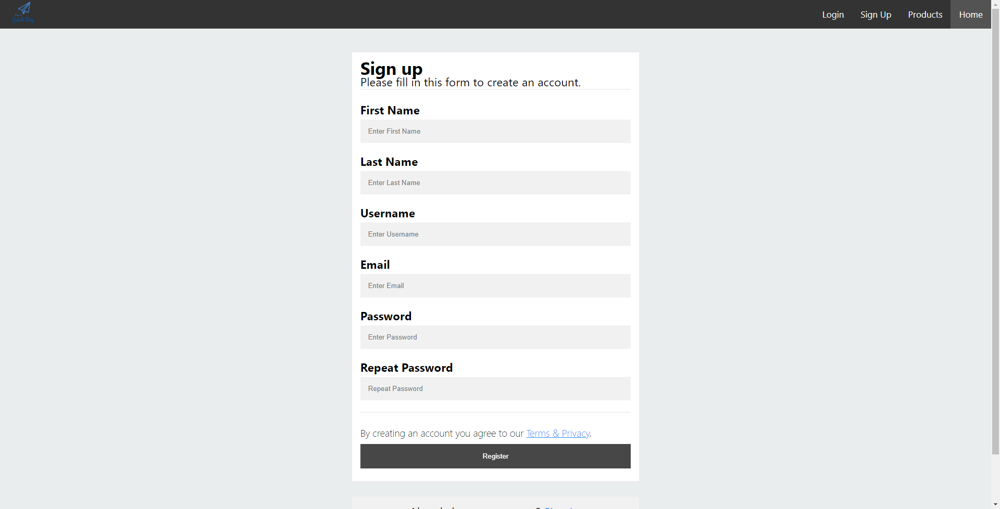 Quick Buy
Login
Sign Up
Products
Home
Sign up
Please fill in this form to create an account.
First Name
Enter First Name
Last Name
Enter Last Name
Username
Enter Username
Email
Enter Email
Password
Enter Password
Repeat Password
Repeat Password
By creating an account you agree to our Terms & Privacy.
Register